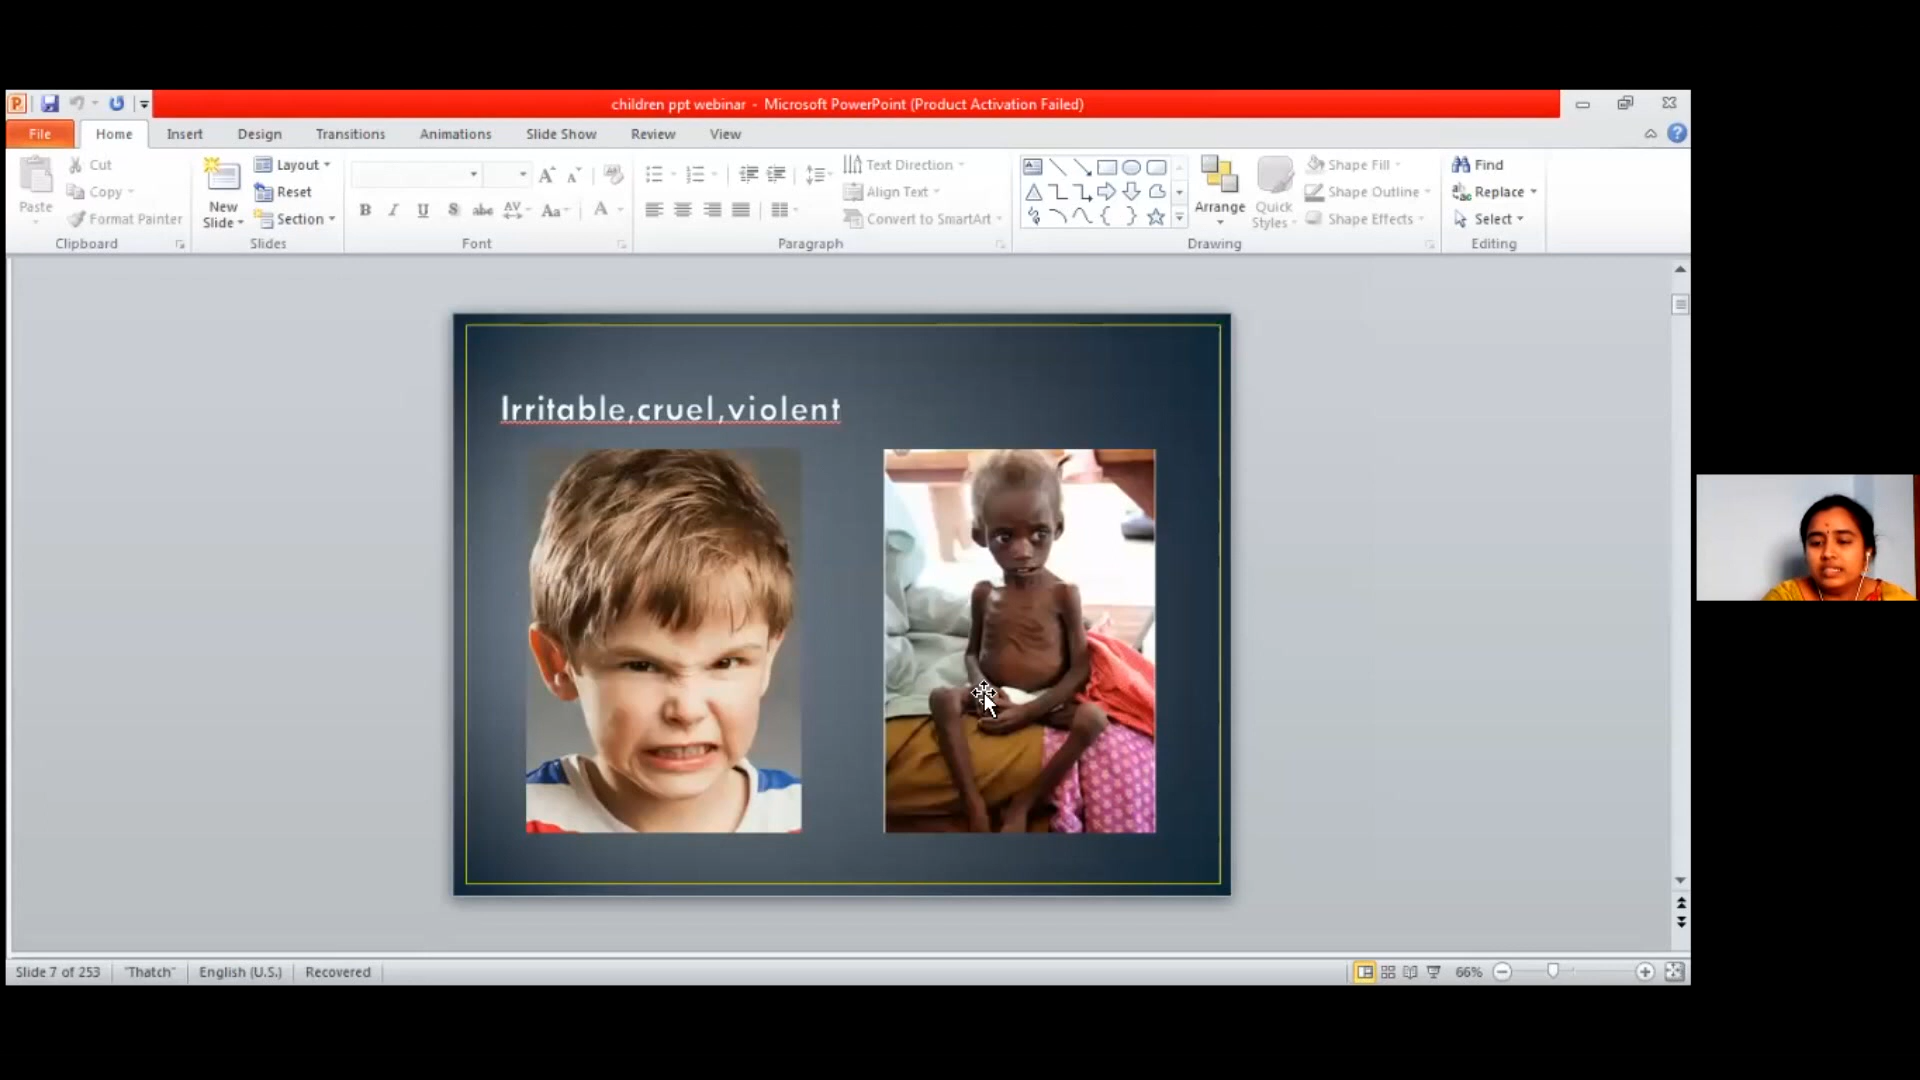 children ppt webinar - Microsoft PowerPoint (Product Activation Failed)
File Home Insert Design Transitions Animations Slide Show Review View
Paste
Cut
Copy
Format Painter
Clipboard
New Slide
Layout
Reset
Section
Slides
B I U S abc AV Aa A
Font
Text Direction
Align Text
Convert to SmartArt
Paragraph
Arrange
Quick Styles
Shape Fill
Shape Outline
Shape Effects
Drawing
Find
Replace
Select
Editing
Irritable,cruel,violent
Slide 7 of 253 "Thatch" English (U.S.) Recovered 66%